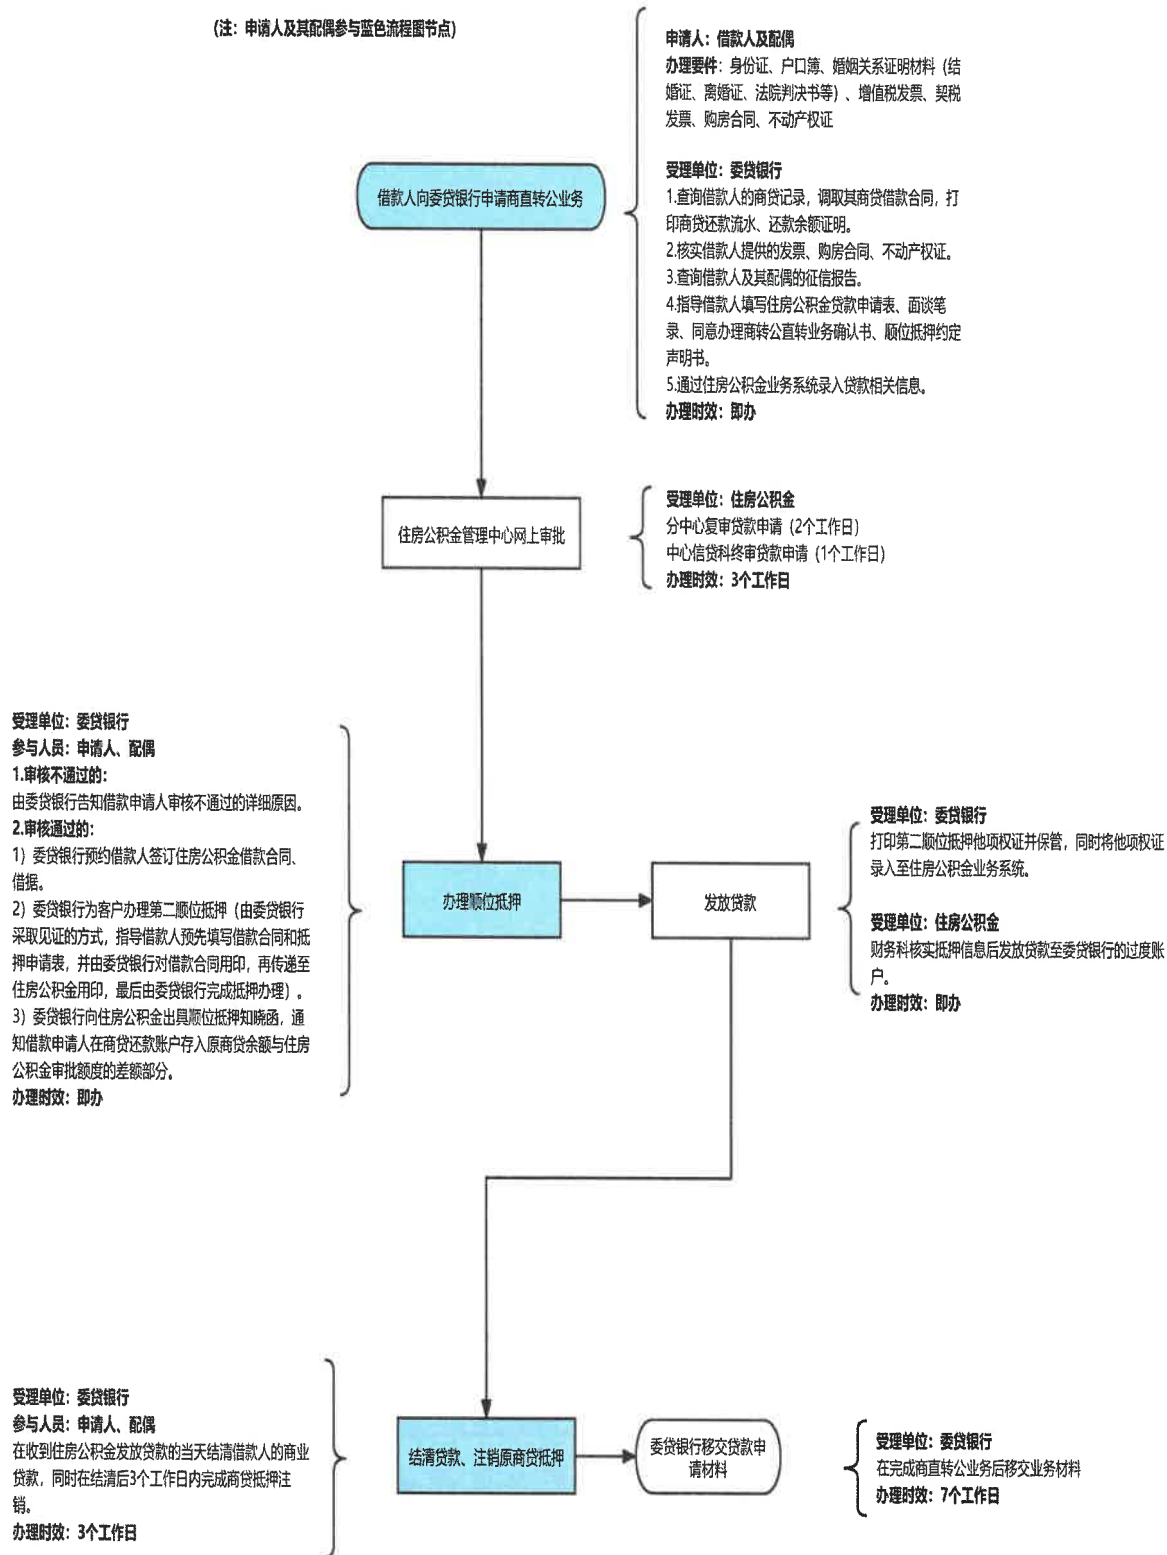 （注：申请人及其配偶参与蓝色流程图节点）
申请人：借款人及配偶
办理要件：身份证、户口簿、婚姻关系证明材料（结
婚证、离婚证、法院判决书等）、增值税发票、契税
发票、购房合同、不动产权证
受理单位：委贷银行
1.查询借款人的商贷记录，调取其商贷借款合同，打
印商贷还款流水、还款余额证明。
2.核实借款人提供的发票、购房合同、不动产权证。
3.查询借款人及其配偶的征信报告。
4.指导借款人填写住房公积金贷款申请表、面谈笔
录、同意办理商转公直转业务确认书、顺位抵押约定
声明书。
5.通过住房公积金业务系统录入贷款相关信息。
办理时效：即办
借款人向委贷银行申请商直转公业务
住房公积金管理中心网上审批
受理单位：住房公积金
分中心复审贷款申请（2个工作日）
中心信贷科终审贷款申请（1个工作日）
办理时效：3个工作日
受理单位：委贷银行
参与人员：申请人、配偶
1.审核不通过的：
由委贷银行告知借款申请人审核不通过的详细原因。
2.审核通过的：
1）委贷银行预约借款人签订住房公积金借款合同、
借据。
2）委贷银行为客户办理第二顺位抵押（由委贷银行
采取见证的方式，指导借款人预先填写借款合同和抵
押申请表，并由委贷银行对借款合同用印，再传递至
住房公积金用印，最后由委贷银行完成抵押办理）。
3）委贷银行向住房公积金出具顺位抵押知晓函，通
知借款申请人在商贷还款账户存入原商贷余额与住房
公积金审批额度的差额部分。
办理时效：即办
办理顺位抵押
发放贷款
受理单位：委贷银行
打印第二顺位抵押他项权证并保管，同时将他项权证
录入至住房公积金业务系统。
受理单位：住房公积金
财务科核实抵押信息后发放贷款至委贷银行的过度账
户。
办理时效：即办
受理单位：委贷银行
参与人员：申请人、配偶
在收到住房公积金发放贷款的当天结清借款人的商业
贷款，同时在结清后3个工作日内完成商贷抵押注
销。
办理时效：3个工作日
结清贷款、注销原商贷抵押
委贷银行移交贷款申
请材料
受理单位：委贷银行
在完成商直转公业务后移交业务材料
办理时效：7个工作日